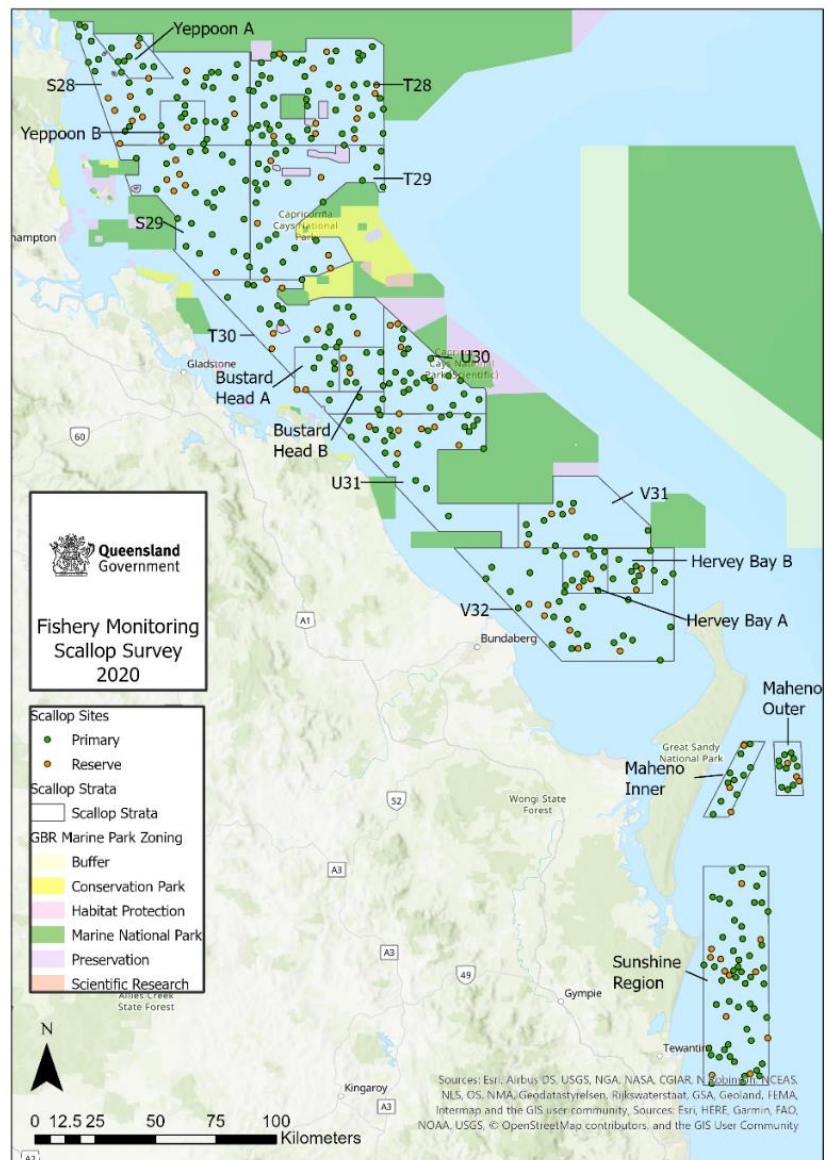 Yeppoon A
S28
T28
Yeppoon B
T29
S29
Capricornia
Cays National
Park
hampton
T30
U30
Gladstone
Bustard
Head A
60
Bustard
Head B
U31
V31
Hervey Bay B
V32
Hervey Bay A
A1
Bundaberg
Queensland
Government
Fishery Monitoring
Scallop Survey
2020
Maheno
Outer
Great Sandy
National Park
Maheno
Inner
Scallop Sites
Primary
Reserve
Scallop Strata
Scallop Strata
GBR Marine Park Zoning
Buffer
Conservation Park
Habitat Protection
Marine National Park
Preservation
Scientific Research
52
Wongi State
Forest
A3
A3
49
Sunshine
Region
Gympie
State Forest
N
Tewantin
Kingaroy
A3
A2
0 12.5 25 50 75 100
Kilometers
Sources: Esri, Airbus DS, USGS, NGA, NASA, CGIAR, N Robinson, NCEAS,
NLS, OS, NMA, Geodatastyrelsen, Rijkswaterstaat, GSA, Geoland, FEMA,
Intermap and the GIS user community, Sources: Esri, HERE, Garmin, FAO,
NOAA, USGS, © OpenStreetMap contributors, and the GIS User Community